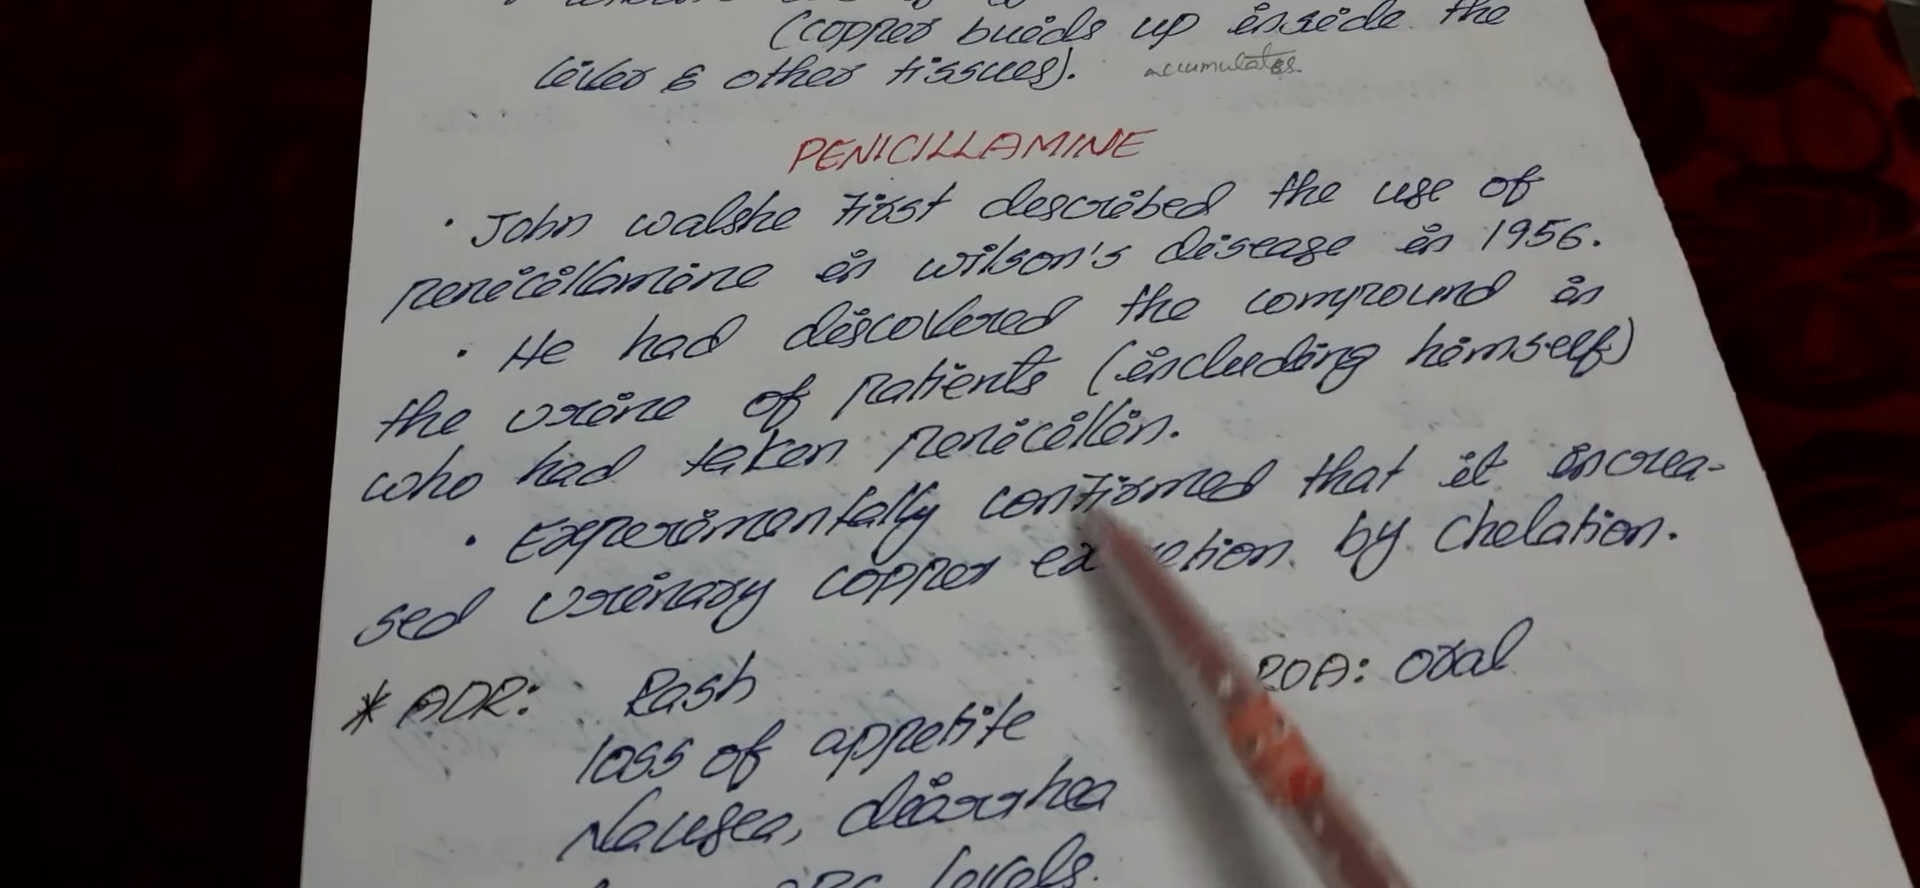 (copper builds up inside the
liver & other tissues). accumulates
PENICILLAMINE
· John walshe First described the use of
penicillamine in wilson's disease in 1956.
· He had discovered the compound in
the urine of patients (including himself)
who had taken penicillin.
· Experimentally confirmed that it increa-
sed urinary copper by chelation.
* ADR: Rash ROA: oral
loss of appetite
Nausea, diarrhea
levels.